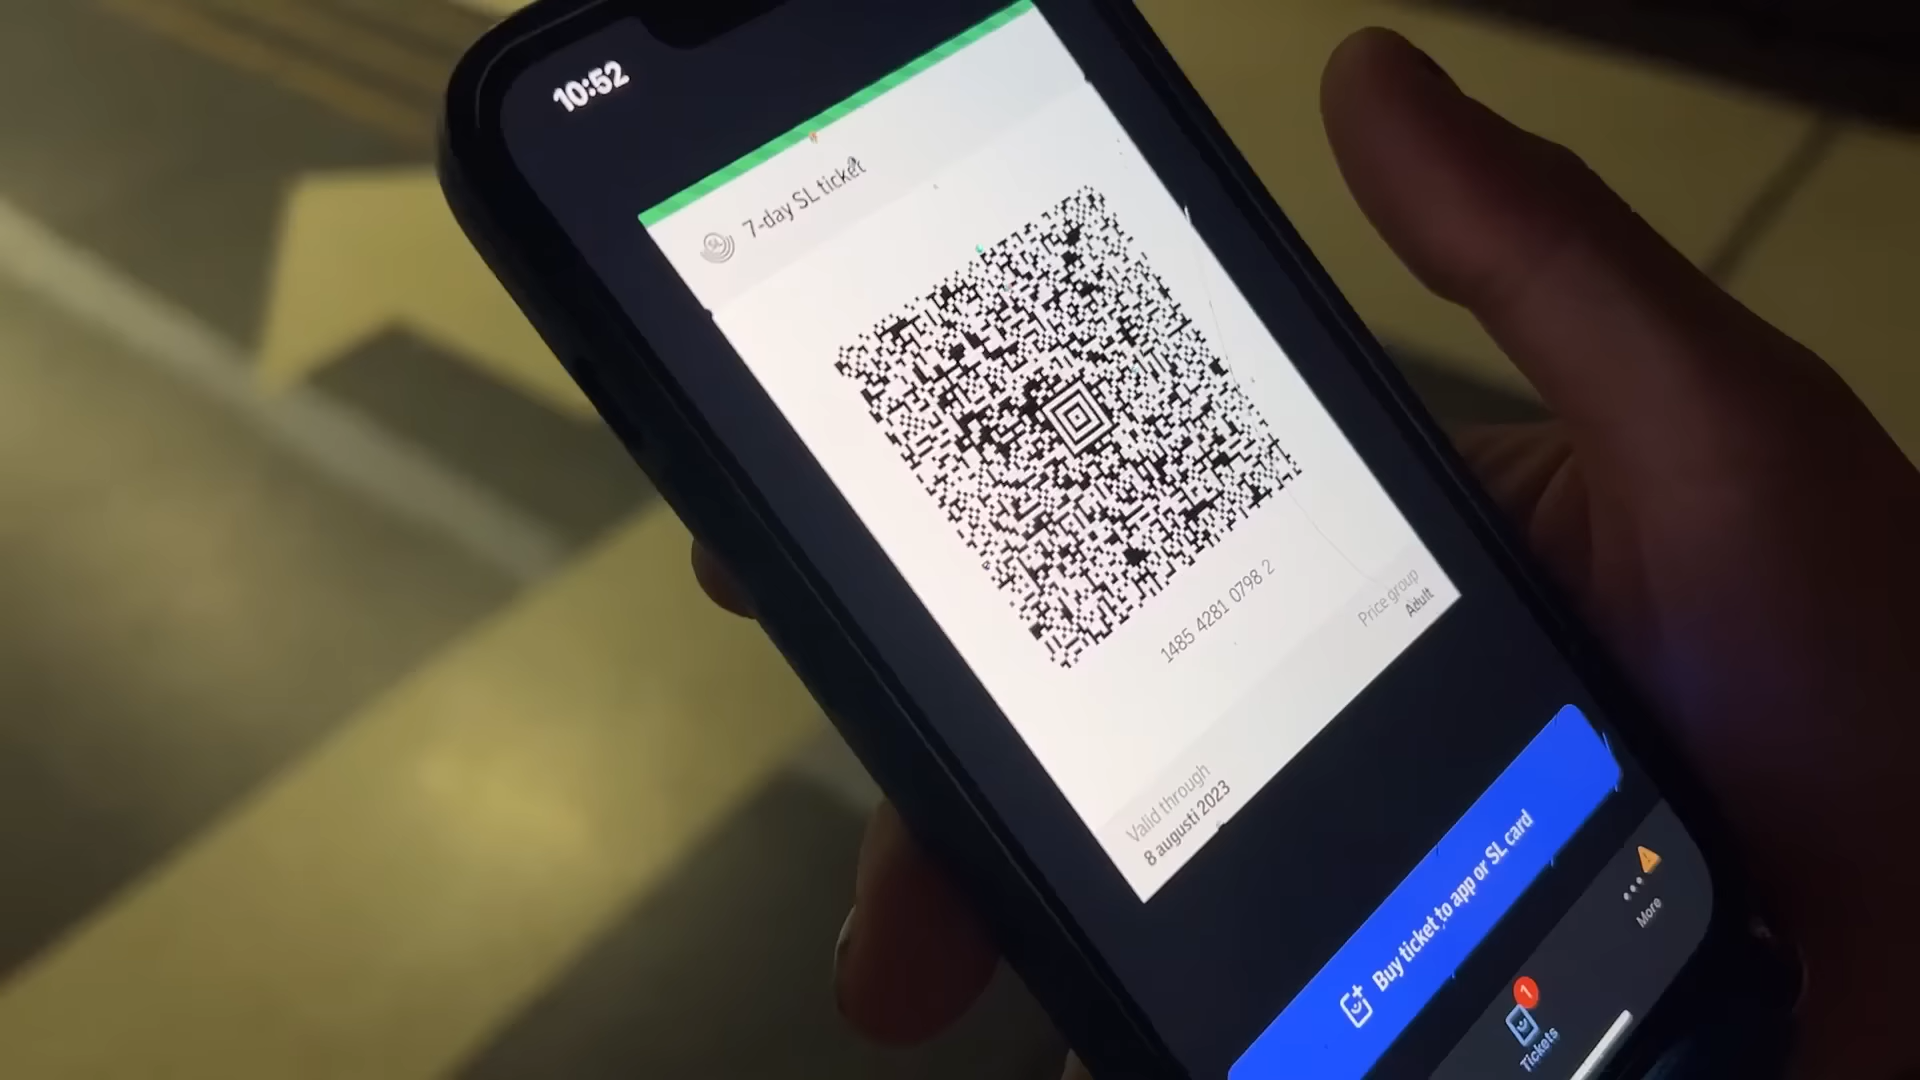 10:52
SL
7-day SL ticket
1485 4281 0798 2
Price group
Adult
Valid through
8 augusti 2023
Buy ticket to app or SL card
More
1
Tickets